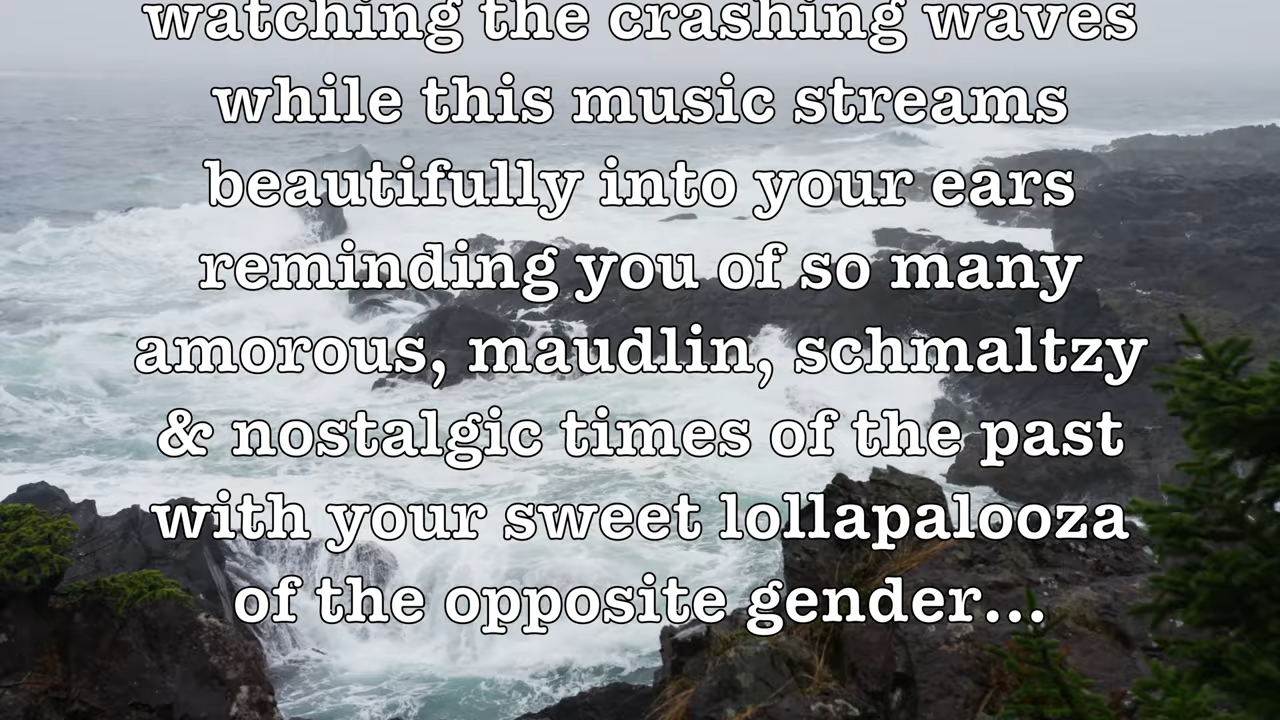 watching the crashing waves
while this music streams
beautifully into your ears
reminding you of so many
amorous, maudlin, schmaltzy
& nostalgic times of the past
with your sweet lollapalooza
of the opposite gender...